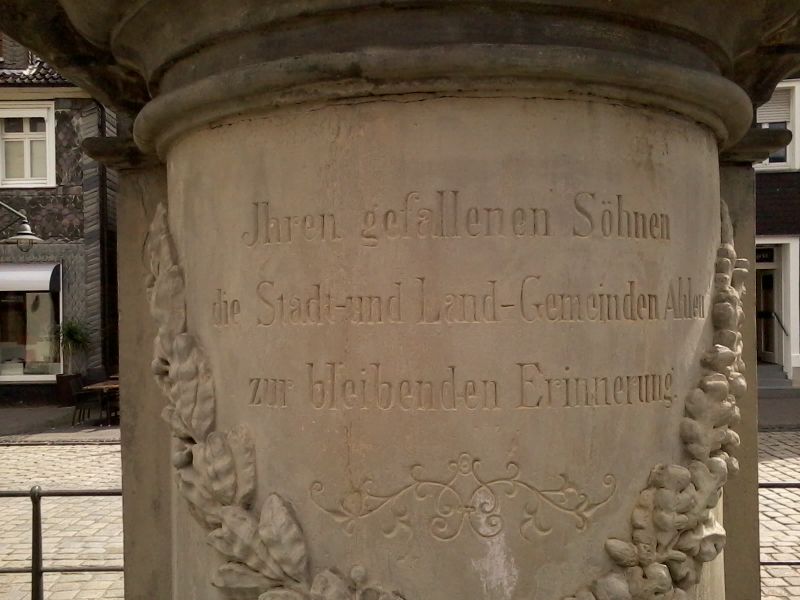 Jhren gefallenen Söhnen
die Stadt- und Land-Gemeinden Ahlen
zur bleibenden Erinnerung.